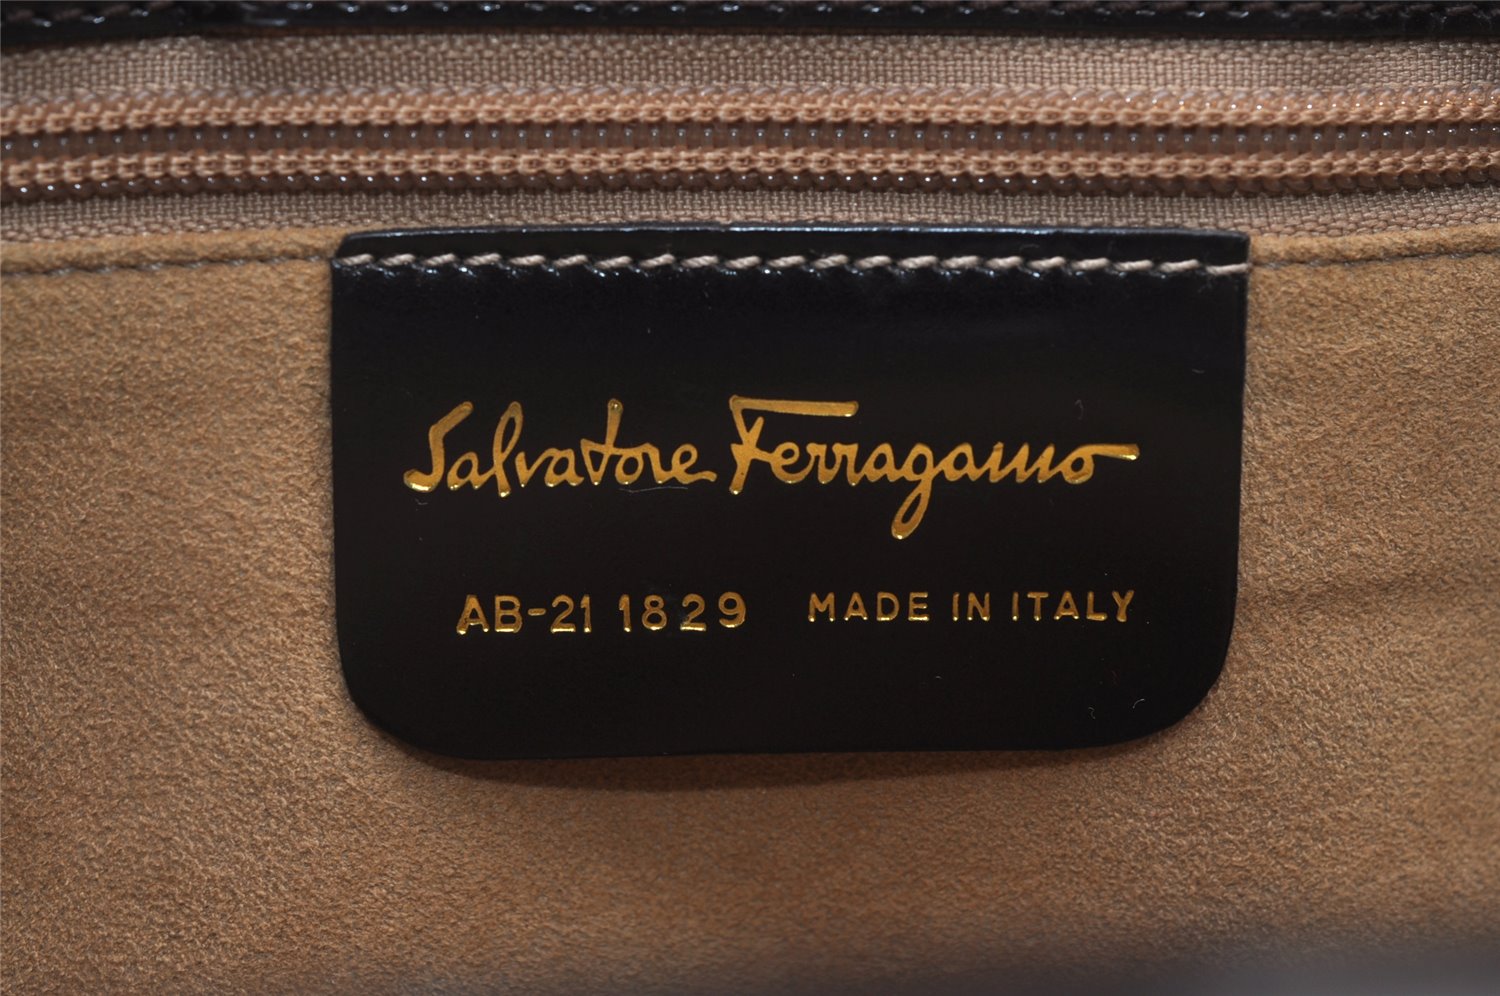 Salvatore Ferragamo
AB-21 1829 MADE IN ITALY